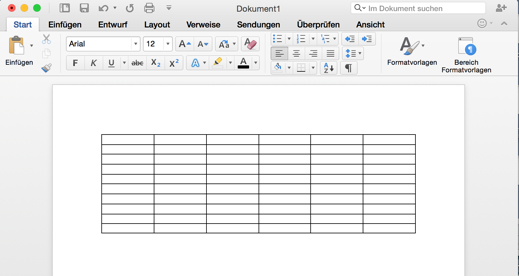 Dokument1
Im Dokument suchen
Start Einfügen Entwurf Layout Verweise Sendungen Überprüfen Ansicht
Arial 12 A A Aa A
Einfügen
F K U abc X₂ X² A A
A Z
Formatvorlagen
Bereich
Formatvorlagen